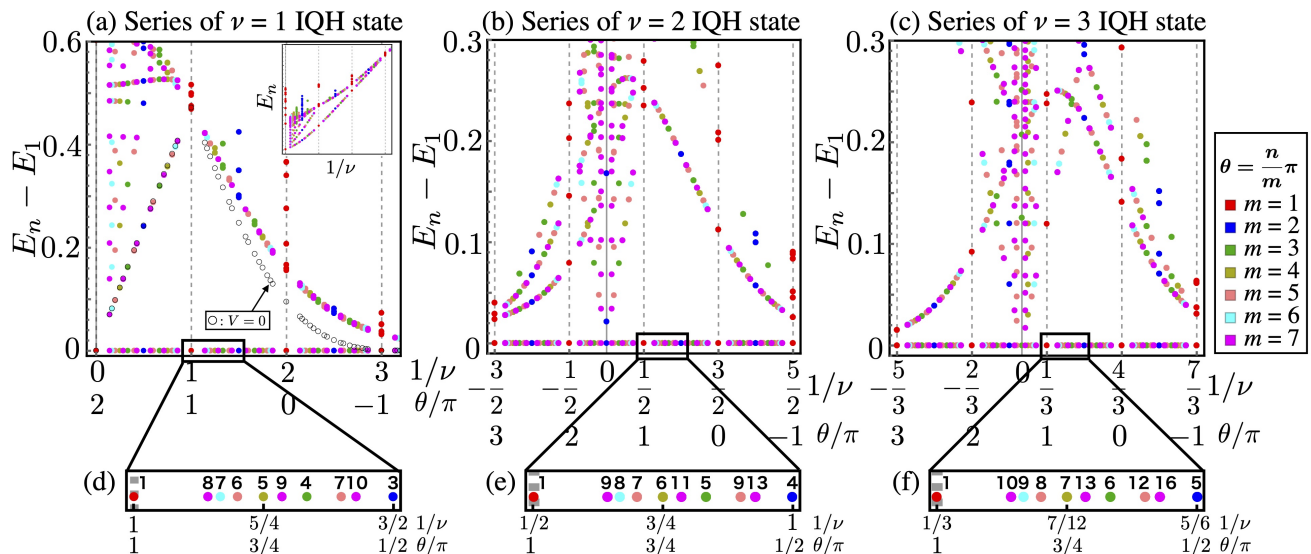 (a) Series of ν = 1 IQH state
(b) Series of ν = 2 IQH state
(c) Series of ν = 3 IQH state
0.6
0.4
0.2
0
E_n − E_1
E_n
1/ν
○: V = 0
0 1 2 3 1/ν
2 1 0 −1 θ/π
0.3
0.2
0.1
0
E_n − E_1
−3/2 −1/2 0 1/2 3/2 5/2 1/ν
3 2 1 0 −1 θ/π
0.3
0.2
0.1
0
E_n − E_1
−5/3 −2/3 0 1/3 4/3 7/3 1/ν
3 2 1 0 −1 θ/π
θ = n/m π
m = 1
m = 2
m = 3
m = 4
m = 5
m = 6
m = 7
(d) 1 8 7 6 5 9 4 7 10 3
1 5/4 3/2 1/ν
1 3/4 1/2 θ/π
(e) 1 9 8 7 6 11 5 9 13 4
1/2 3/4 1 1/ν
1 3/4 1/2 θ/π
(f) 1 10 9 8 7 13 6 12 16 5
1/3 7/12 5/6 1/ν
1 3/4 1/2 θ/π